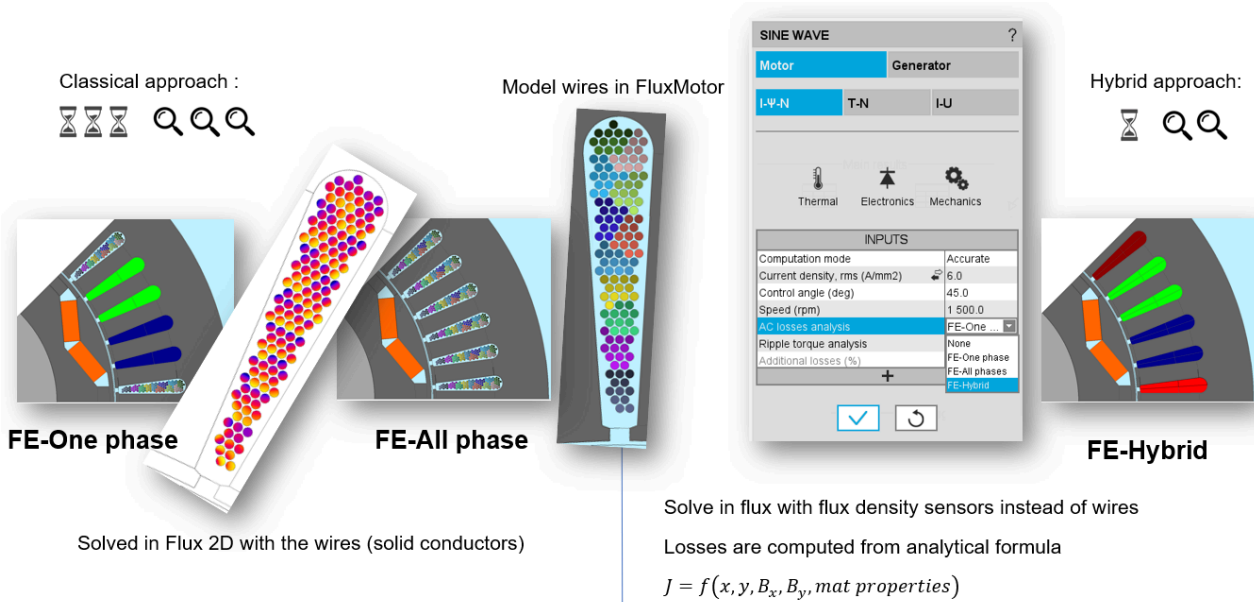 Classical approach :
Model wires in FluxMotor
SINE WAVE ?
Motor Generator
I-Ψ-N T-N I-U
Thermal Electronics Mechanics
INPUTS
Computation mode Accurate
Current density, rms (A/mm2) 6.0
Control angle (deg) 45.0
Speed (rpm) 1 500.0
AC losses analysis FE-One ...
Ripple torque analysis None
FE-One phase
Additional losses (%)
FE-All phases
FE-Hybrid
+
Hybrid approach:
FE-One phase
FE-All phase
FE-Hybrid
Solved in Flux 2D with the wires (solid conductors)
Solve in flux with flux density sensors instead of wires
Losses are computed from analytical formula
J = f(x, y, Bₓ, B_y, mat properties)